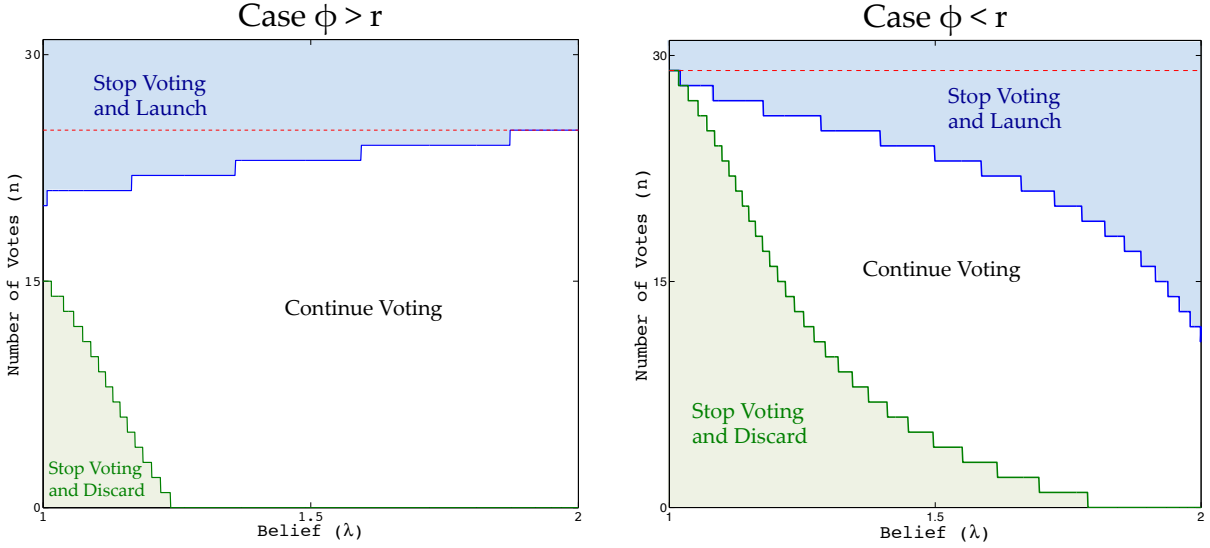 Case ϕ > r
30
15
0
Number of Votes (n)
Stop Voting
and Launch
Continue Voting
Stop Voting
and Discard
1
1.5
2
Belief (λ)
Case ϕ < r
30
15
0
Number of Votes (n)
Stop Voting
and Launch
Continue Voting
Stop Voting
and Discard
1
1.5
2
Belief (λ)